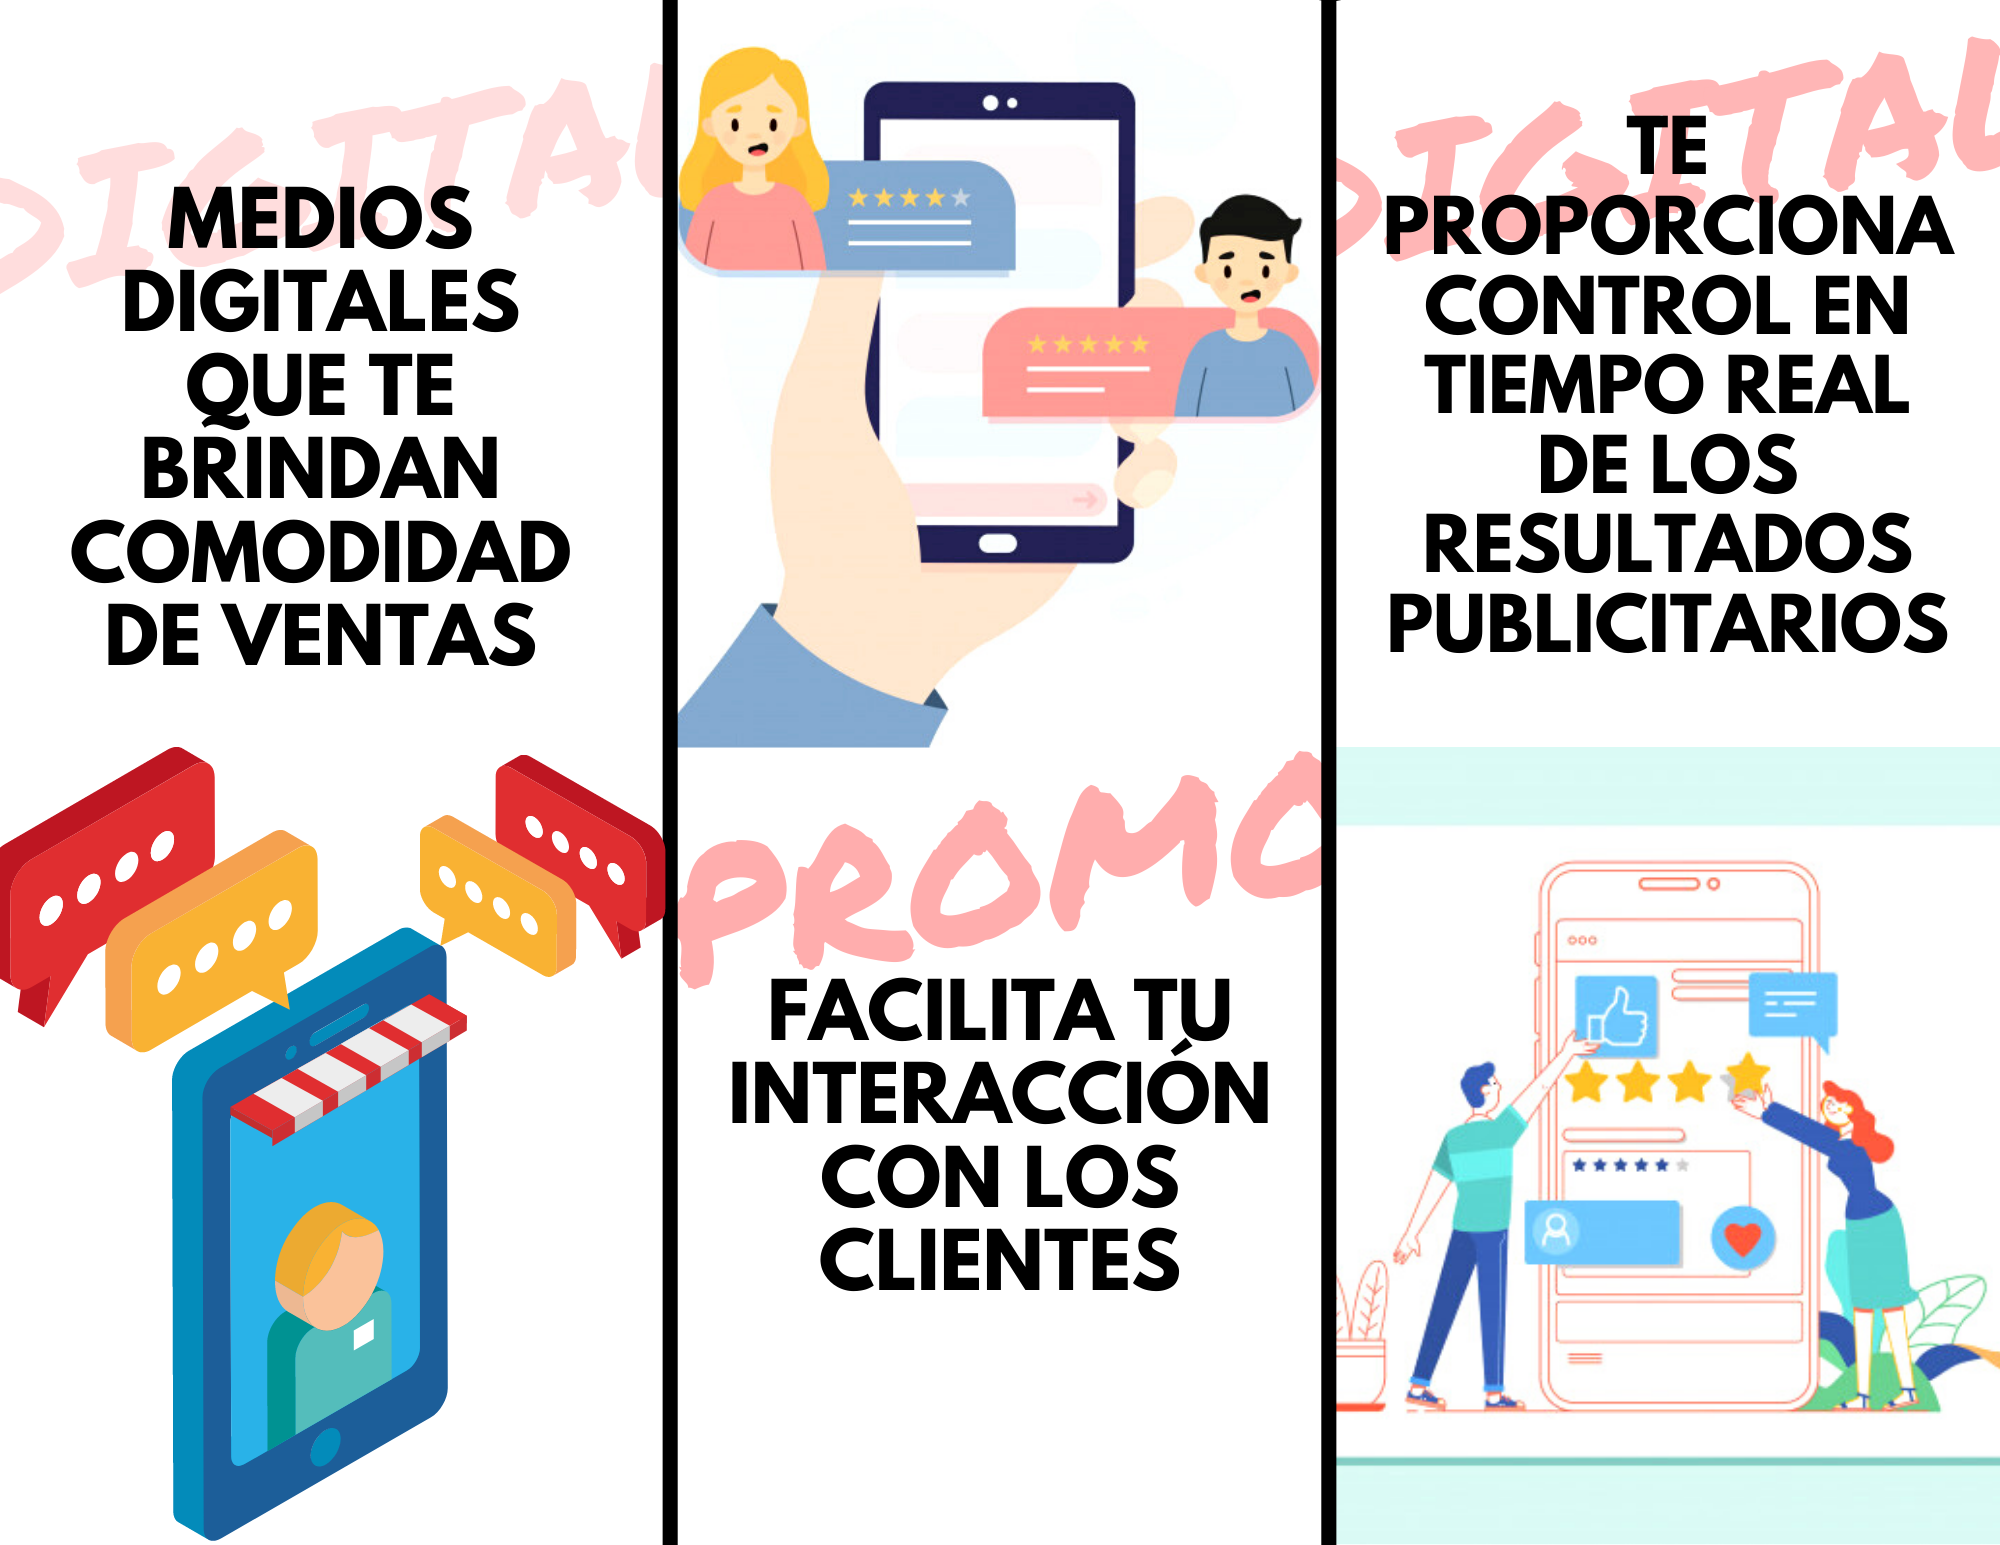 DIGITAL
MEDIOS
DIGITALES
QUE TE
BRINDAN
COMODIDAD
DE VENTAS
PROMO
FACILITA TU
INTERACCIÓN
CON LOS
CLIENTES
DIGITAL
TE
PROPORCIONA
CONTROL EN
TIEMPO REAL
DE LOS
RESULTADOS
PUBLICITARIOS